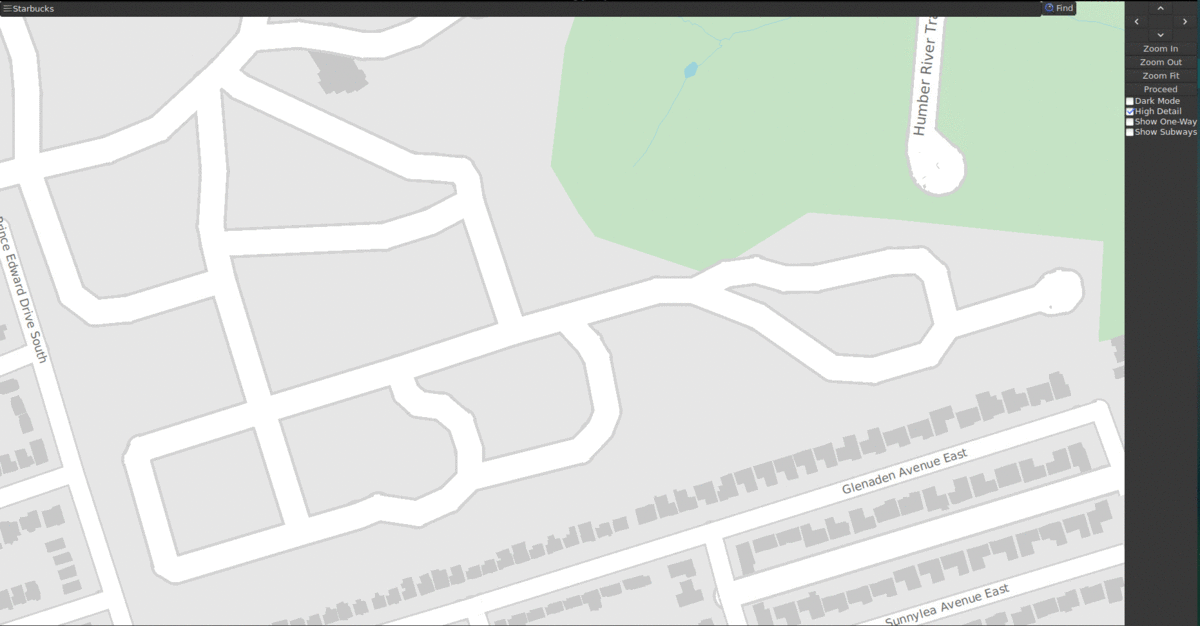 Starbucks
Find
Zoom In
Zoom Out
Zoom Fit
Proceed
Dark Mode
High Detail
Show One-Way
Show Subways
Humber River Tra
Prince Edward Drive South
Glenaden Avenue East
Sunnylea Avenue East